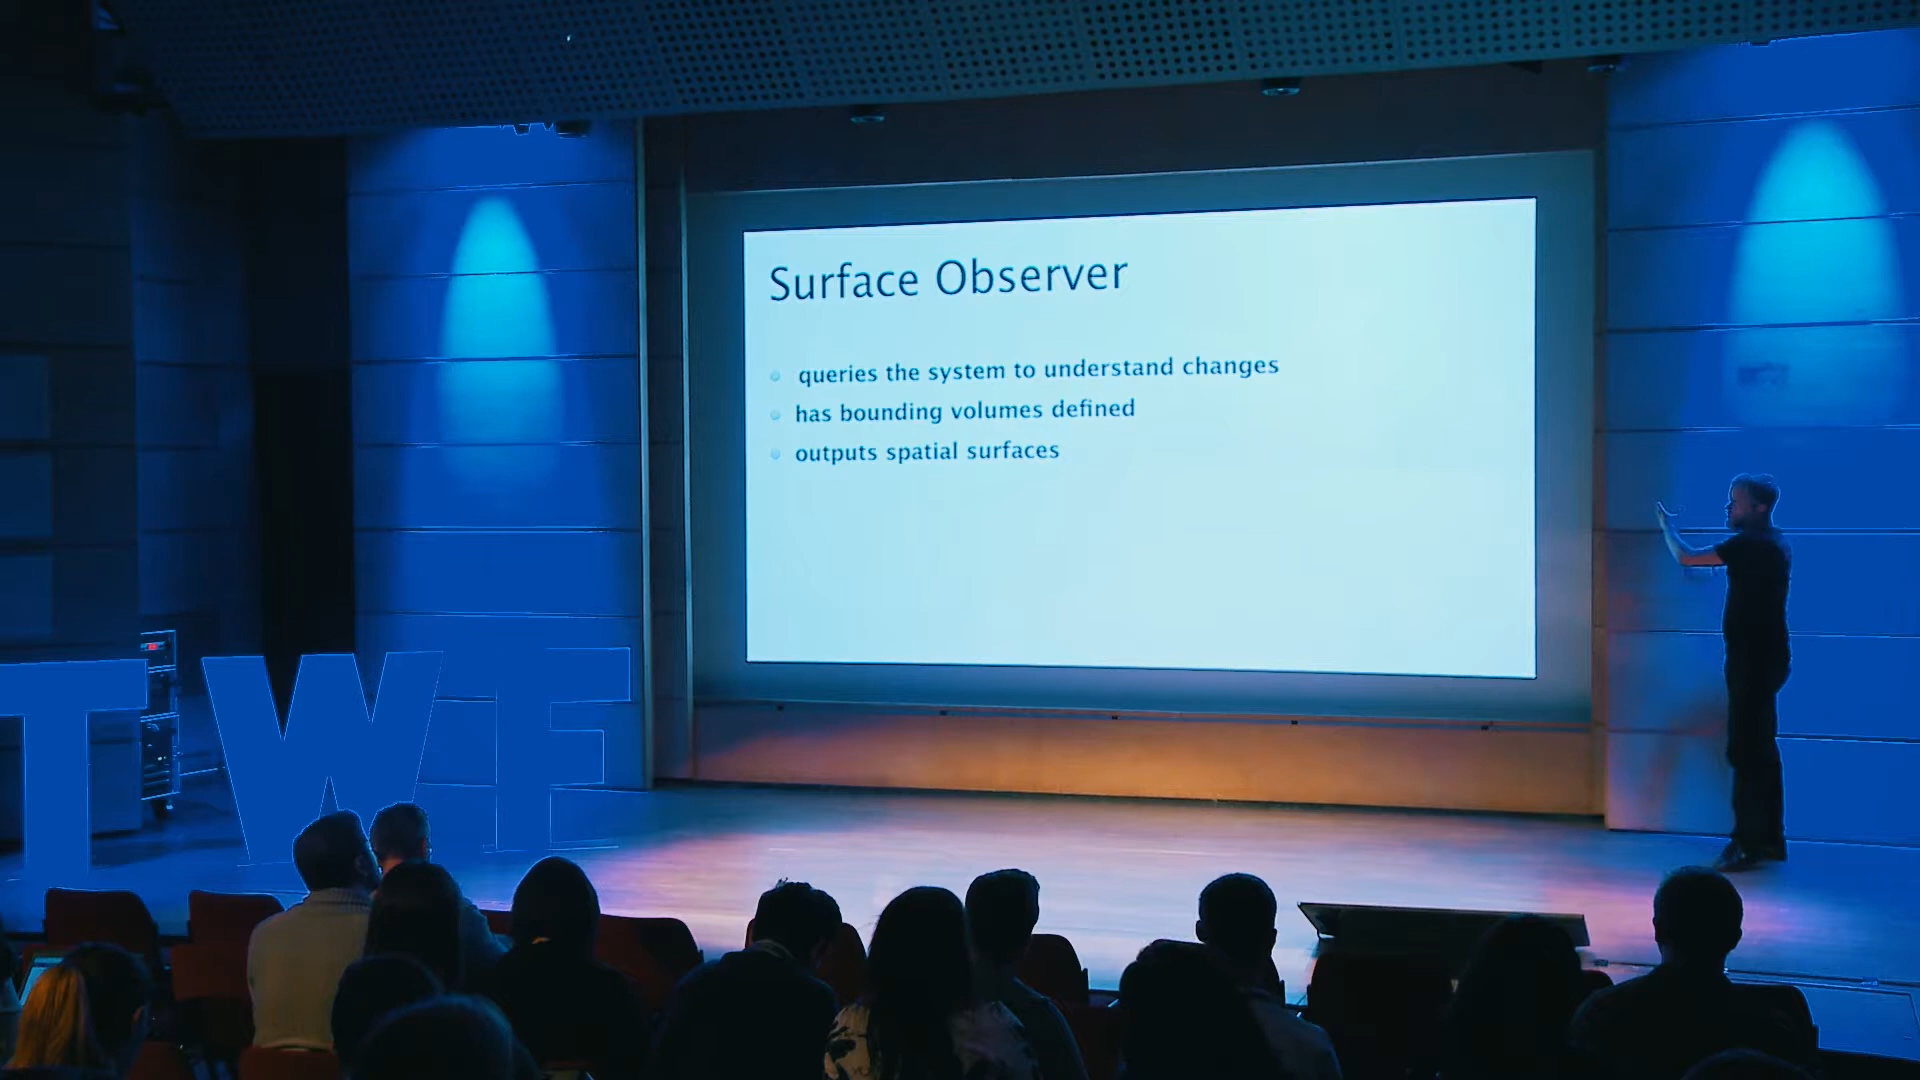 Surface Observer
queries the system to understand changes
has bounding volumes defined
outputs spatial surfaces
TWF